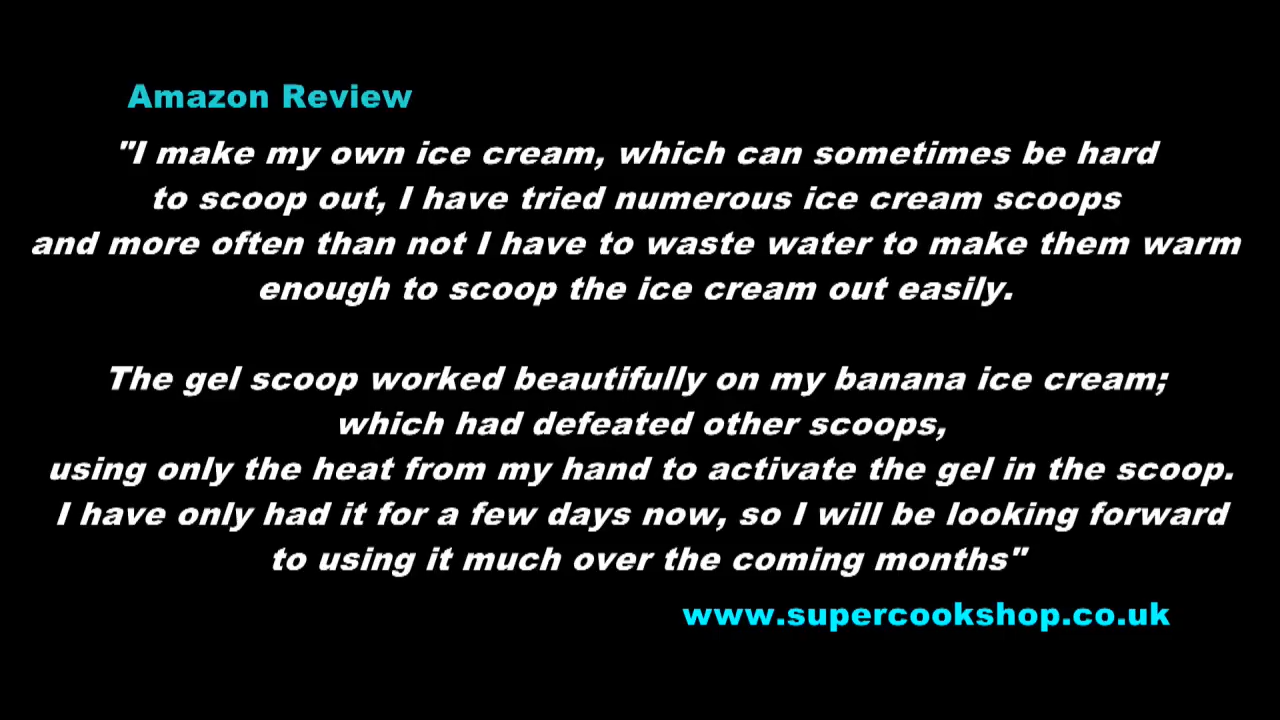 Amazon Review
"I make my own ice cream, which can sometimes be hard
to scoop out, I have tried numerous ice cream scoops
and more often than not I have to waste water to make them warm
enough to scoop the ice cream out easily.
The gel scoop worked beautifully on my banana ice cream;
which had defeated other scoops,
using only the heat from my hand to activate the gel in the scoop.
I have only had it for a few days now, so I will be looking forward
to using it much over the coming months"
www.supercookshop.co.uk